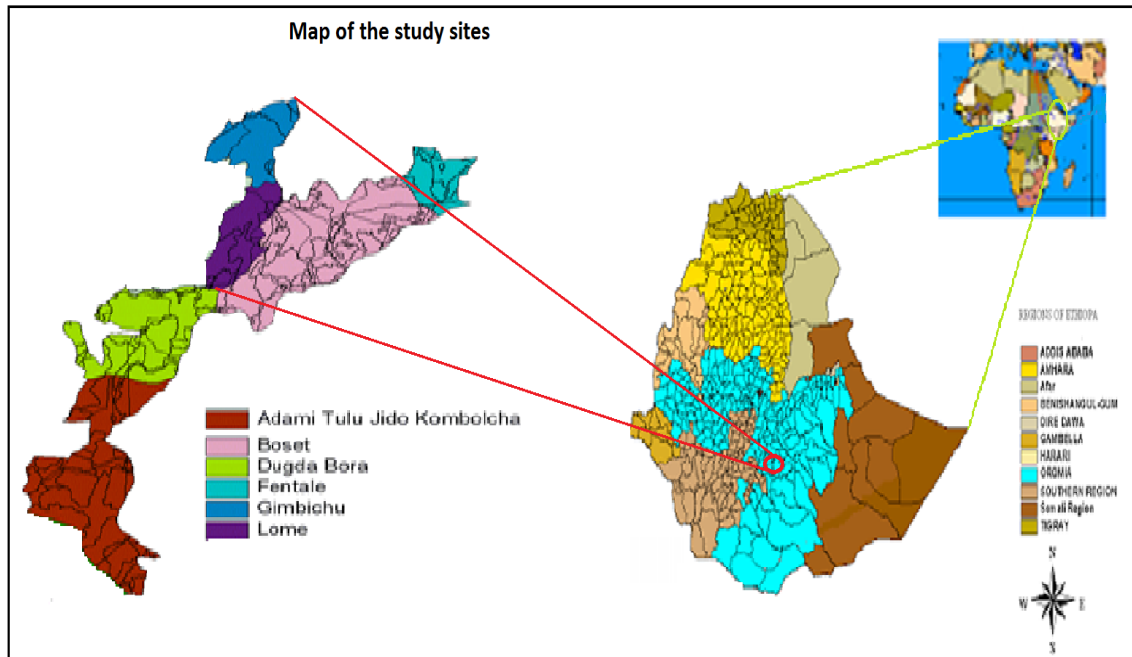 Map of the study sites
Adami Tulu Jido Kombolcha
Boset
Dugda Bora
Fentale
Gimbichu
Lome
REGIONS OF ETHIOPA
ADDIS ABABA
AMHARA
Afar
BENISHANGUL-GUM
DIRE DAWA
GAMBELLA
HARARI
OROMIA
SOUTHERN REGION
Somali Region
TIGRAY
N
W E